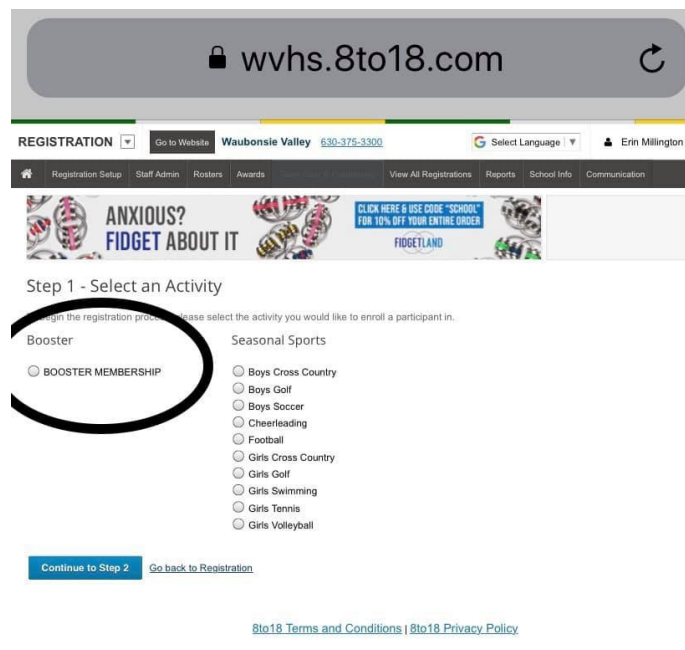 wvhs.8to18.com
REGISTRATION Go to Website Waubonsie Valley 630-375-3300 G Select Language Erin Millington
Registration Setup Staff Admin Rosters Awards View All Registrations Reports School Info Communication
ANXIOUS?
FIDGET ABOUT IT
CLICK HERE & USE CODE "SCHOOL"
FOR 10% OFF YOUR ENTIRE ORDER
FIDGETLAND
Step 1 - Select an Activity
begin the registration please select the activity you would like to enroll a participant in.
Booster
BOOSTER MEMBERSHIP
Seasonal Sports
Boys Cross Country
Boys Golf
Boys Soccer
Cheerleading
Football
Girls Cross Country
Girls Golf
Girls Swimming
Girls Tennis
Girls Volleyball
Continue to Step 2 Go back to Registration
8to18 Terms and Conditions | 8to18 Privacy Policy